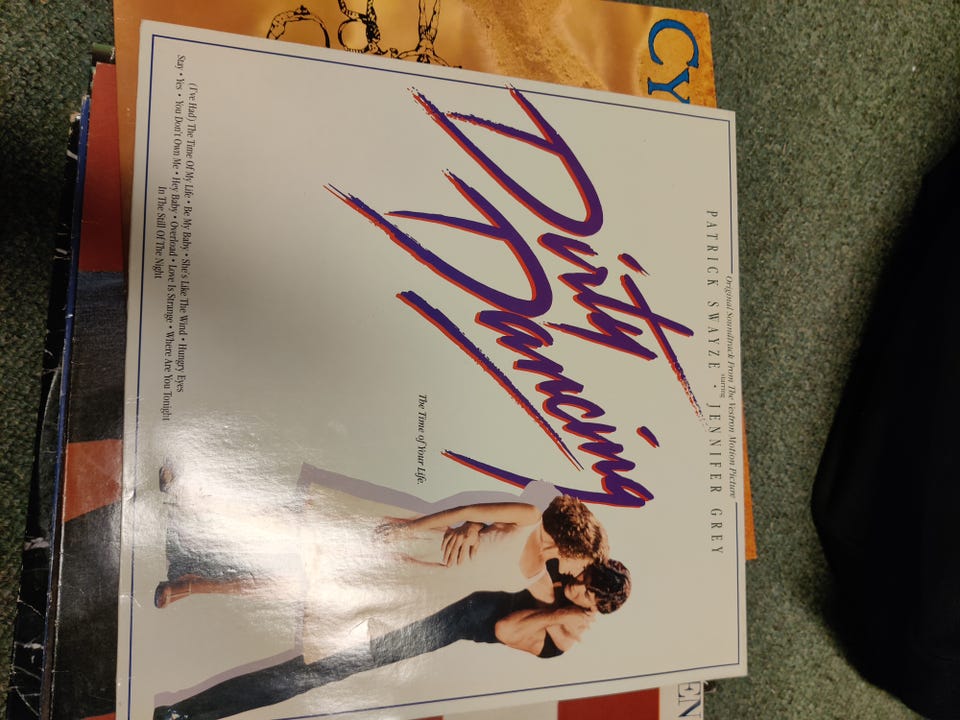 Original Soundtrack From The Vestron Motion Picture
starring
PATRICK SWAYZE • JENNIFER GREY
Dirty
Dancing
The Time of Your Life.
(I've Had) The Time Of My Life • Be My Baby • She's Like The Wind • Hungry Eyes
Stay • Yes • You Don't Own Me • Hey Baby • Overload • Love Is Strange • Where Are You Tonight
In The Still Of The Night
CY
EN